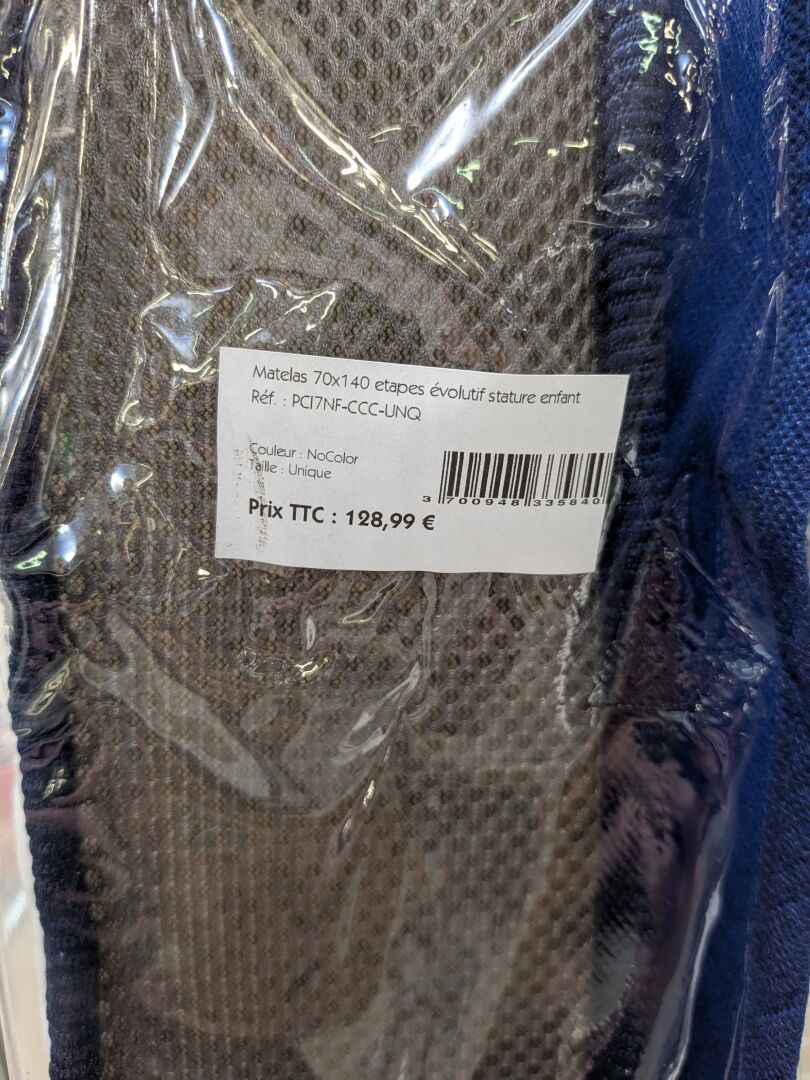 Matelas 70x140 etapes évolutif stature enfant
Réf. : PCI7NF-CCC-UNQ
Couleur : NoColor
Taille : Unique
Prix TTC : 128,99 €
3 700948 335840